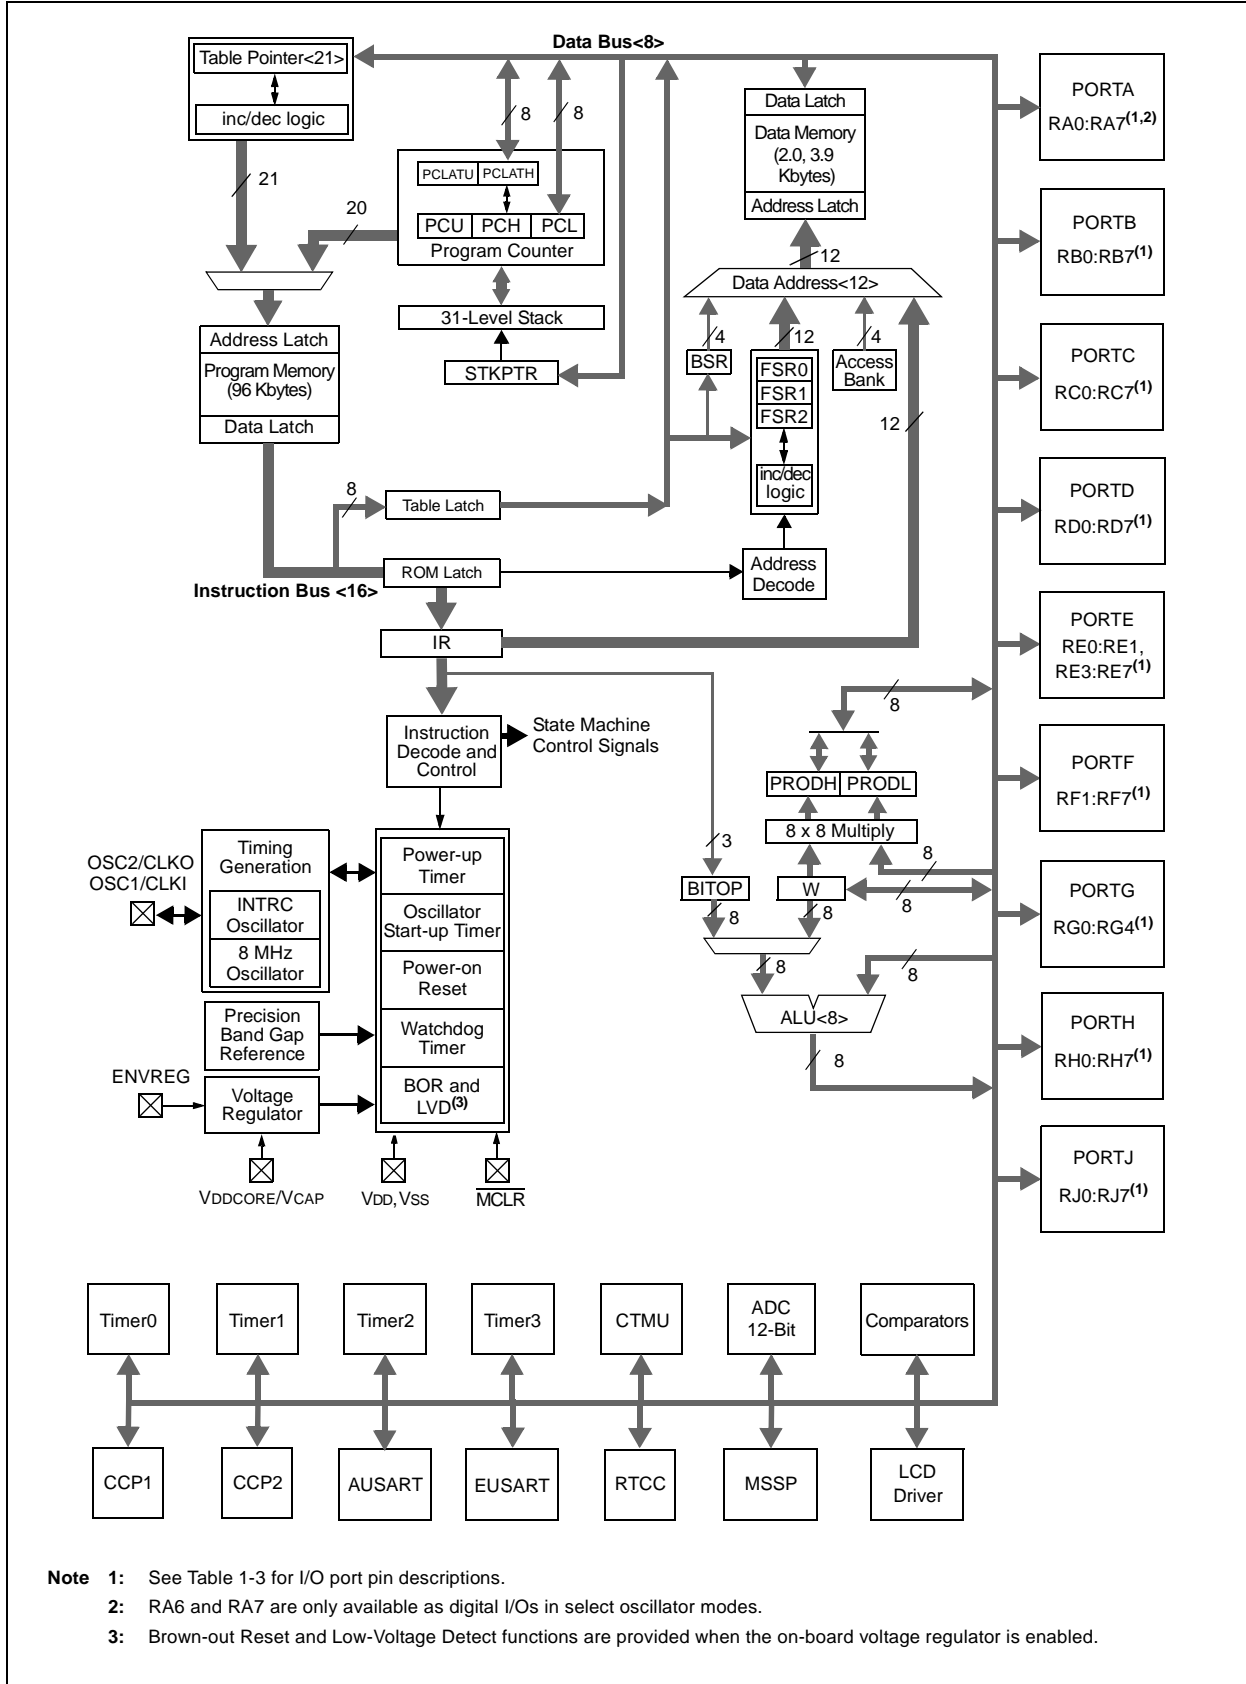 Data Bus<8>
Table Pointer<21>
inc/dec logic
21
20
8
8
PCLATU
PCLATH
PCU
PCH
PCL
Program Counter
31-Level Stack
STKPTR
Data Latch
Data Memory
(2.0, 3.9
Kbytes)
Address Latch
12
Data Address<12>
4
12
4
BSR
FSR0
FSR1
FSR2
inc/dec
logic
Access
Bank
12
Address
Decode
Address Latch
Program Memory
(96 Kbytes)
Data Latch
8
Table Latch
ROM Latch
Instruction Bus <16>
IR
Instruction
Decode and
Control
State Machine
Control Signals
8
PRODH
PRODL
8 x 8 Multiply
3
8
BITOP
W
8
8
8
8
8
ALU<8>
8
OSC2/CLKO
OSC1/CLKI
Timing
Generation
INTRC
Oscillator
8 MHz
Oscillator
Precision
Band Gap
Reference
ENVREG
Voltage
Regulator
Power-up
Timer
Oscillator
Start-up Timer
Power-on
Reset
Watchdog
Timer
BOR and
LVD(3)
VDDCORE/VCAP
VDD, VSS
MCLR
PORTA
RA0:RA7(1,2)
PORTB
RB0:RB7(1)
PORTC
RC0:RC7(1)
PORTD
RD0:RD7(1)
PORTE
RE0:RE1,
RE3:RE7(1)
PORTF
RF1:RF7(1)
PORTG
RG0:RG4(1)
PORTH
RH0:RH7(1)
PORTJ
RJ0:RJ7(1)
Timer0
Timer1
Timer2
Timer3
CTMU
ADC
12-Bit
Comparators
CCP1
CCP2
AUSART
EUSART
RTCC
MSSP
LCD
Driver
Note 1: See Table 1-3 for I/O port pin descriptions.
2: RA6 and RA7 are only available as digital I/Os in select oscillator modes.
3: Brown-out Reset and Low-Voltage Detect functions are provided when the on-board voltage regulator is enabled.